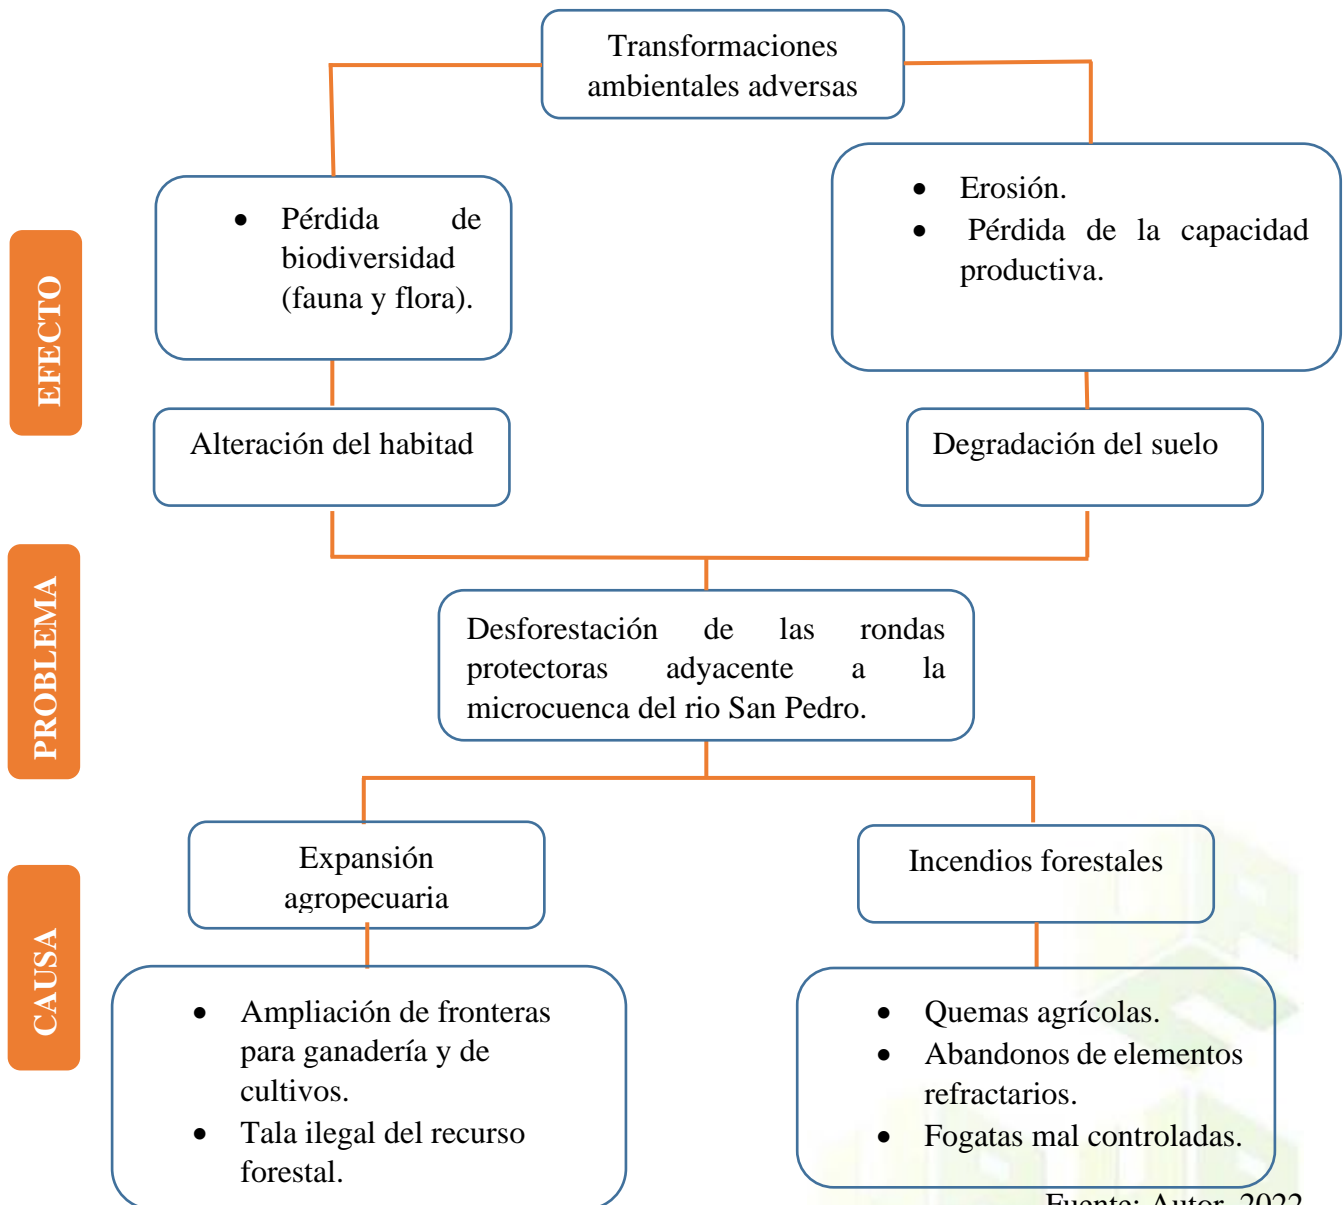 Transformaciones
ambientales adversas
• Pérdida de
biodiversidad
(fauna y flora).
• Erosión.
• Pérdida de la capacidad
productiva.
EFECTO
Alteración del habitad
Degradación del suelo
PROBLEMA
Desforestación de las rondas
protectoras adyacente a la
microcuenca del rio San Pedro.
CAUSA
Expansión
agropecuaria
Incendios forestales
• Ampliación de fronteras
para ganadería y de
cultivos.
• Tala ilegal del recurso
forestal.
• Quemas agrícolas.
• Abandonos de elementos
refractarios.
• Fogatas mal controladas.
Fuente: Autor, 2022